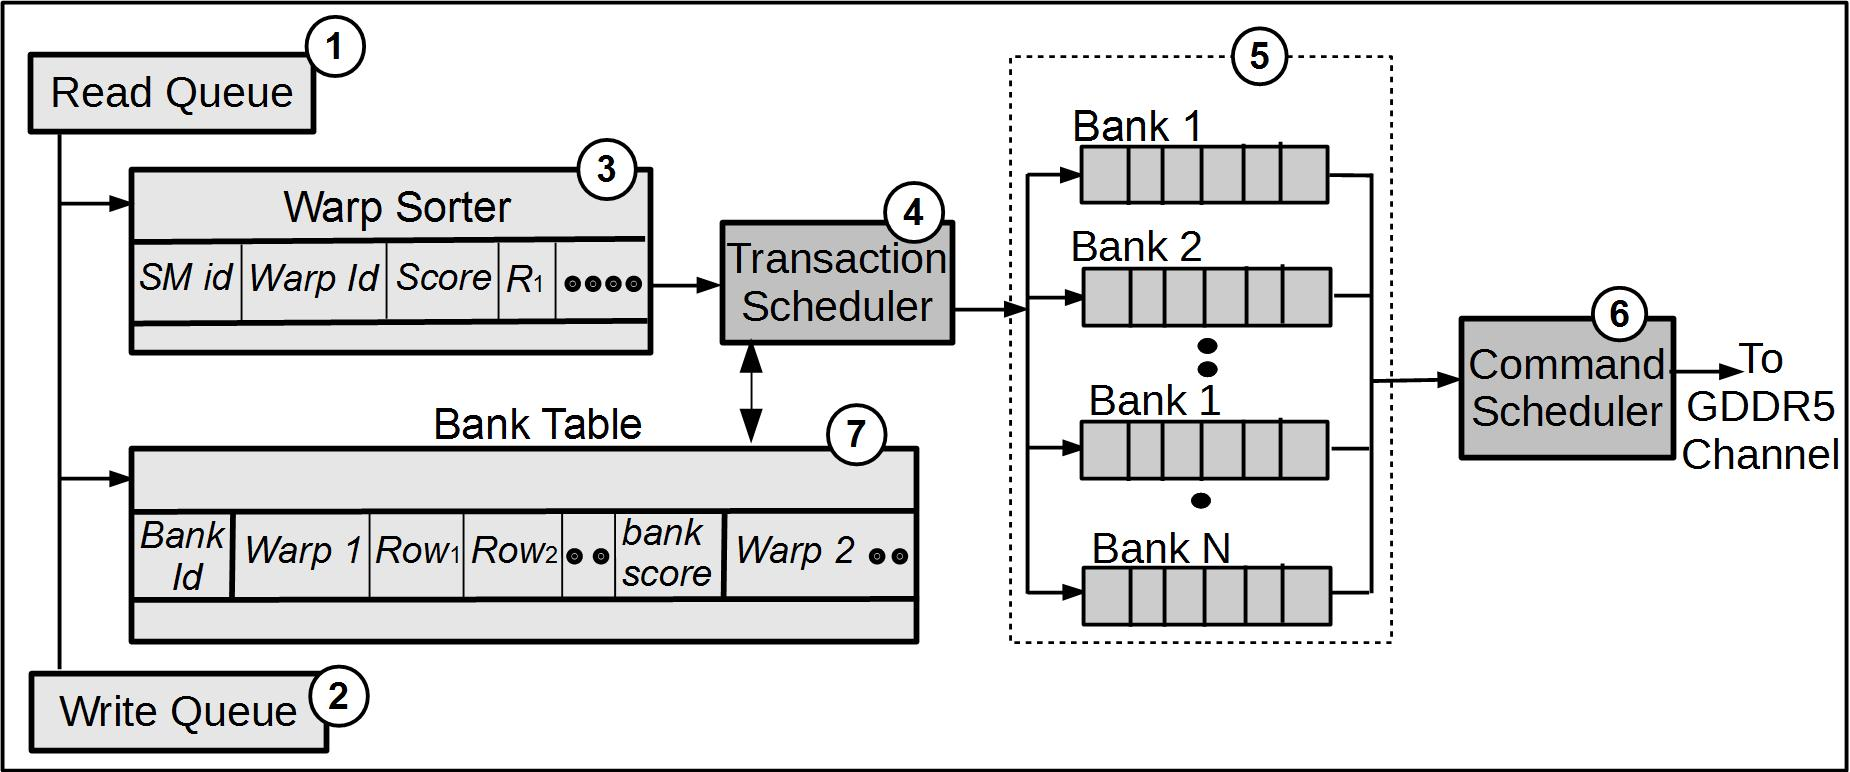 1
Read Queue
3
Warp Sorter
SM id Warp Id Score R1
4
Transaction
Scheduler
Bank Table
7
Bank
Id
Warp 1 Row1 Row2
bank
score
Warp 2
2
Write Queue
5
Bank 1
Bank 2
Bank 1
Bank N
6
Command
Scheduler
To
GDDR5
Channel